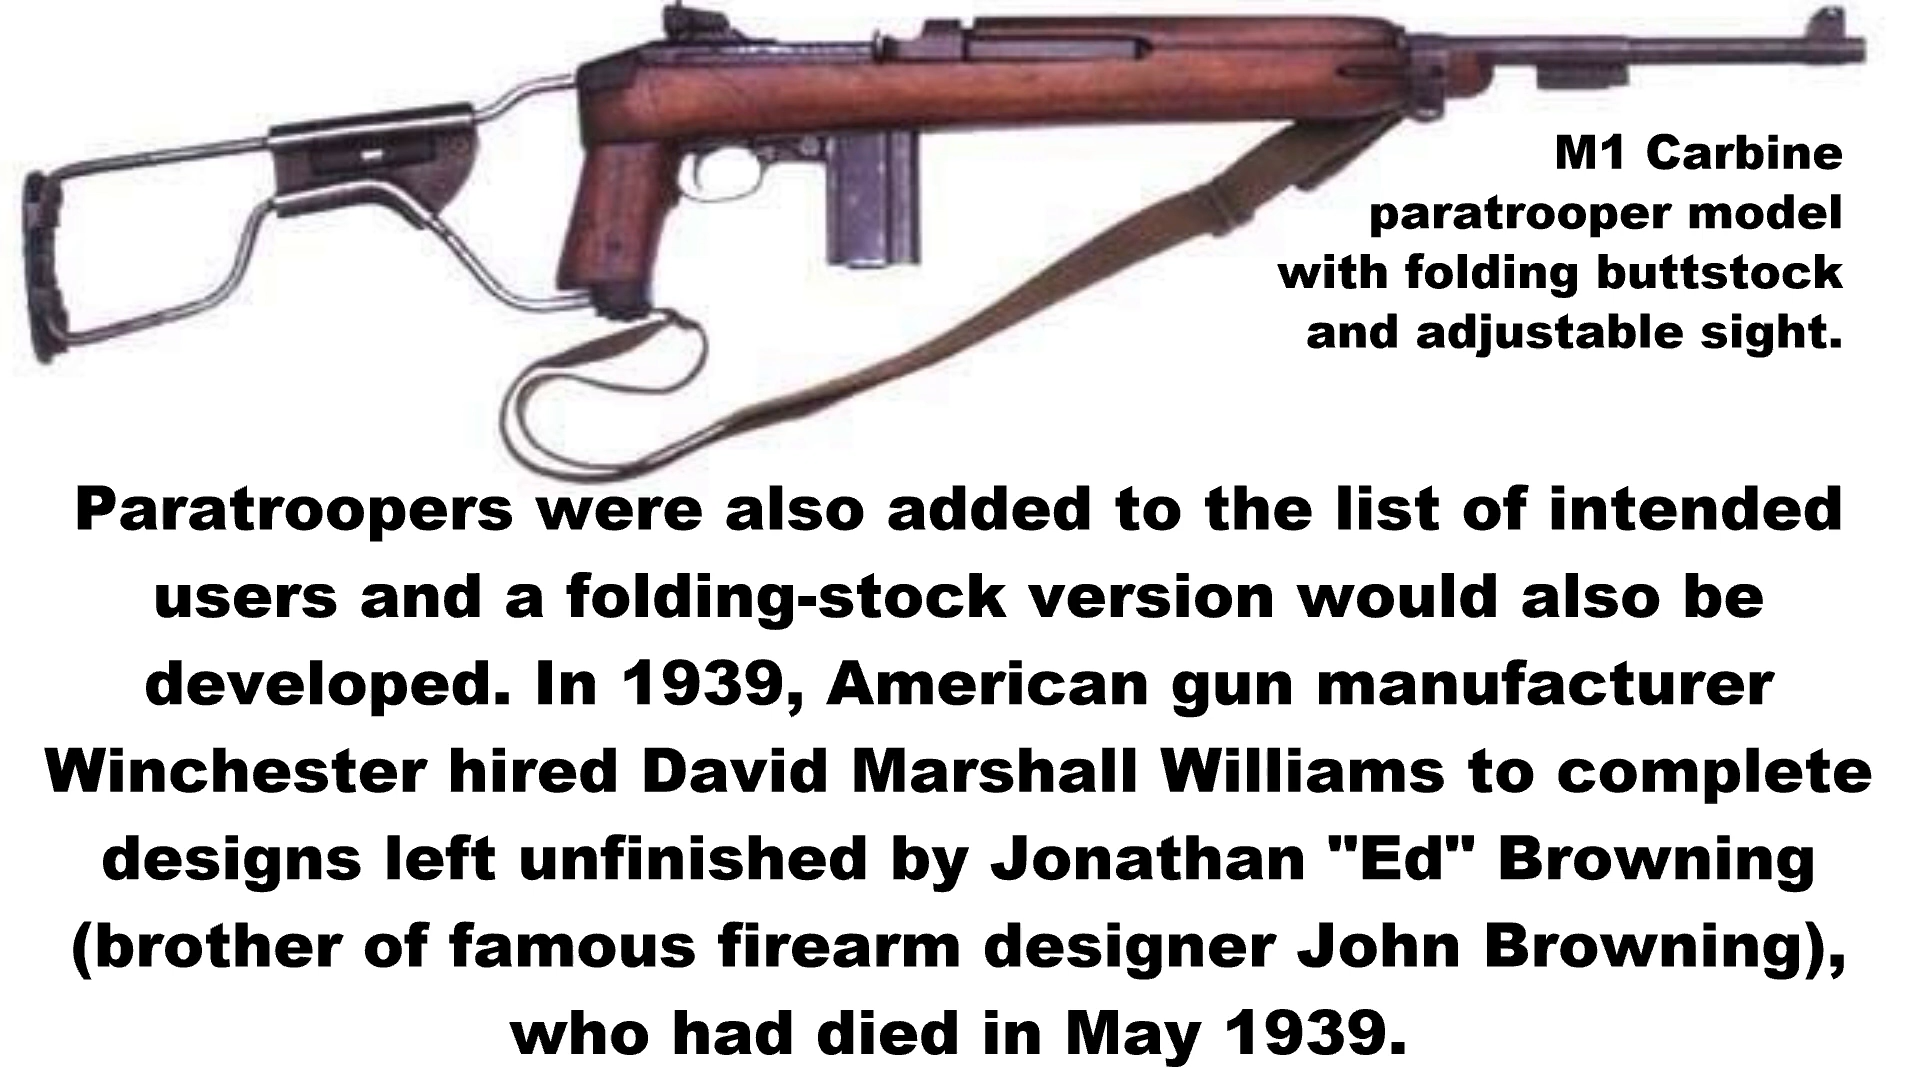 M1 Carbine
paratrooper model
with folding buttstock
and adjustable sight.
Paratroopers were also added to the list of intended
users and a folding-stock version would also be
developed. In 1939, American gun manufacturer
Winchester hired David Marshall Williams to complete
designs left unfinished by Jonathan "Ed" Browning
(brother of famous firearm designer John Browning),
who had died in May 1939.